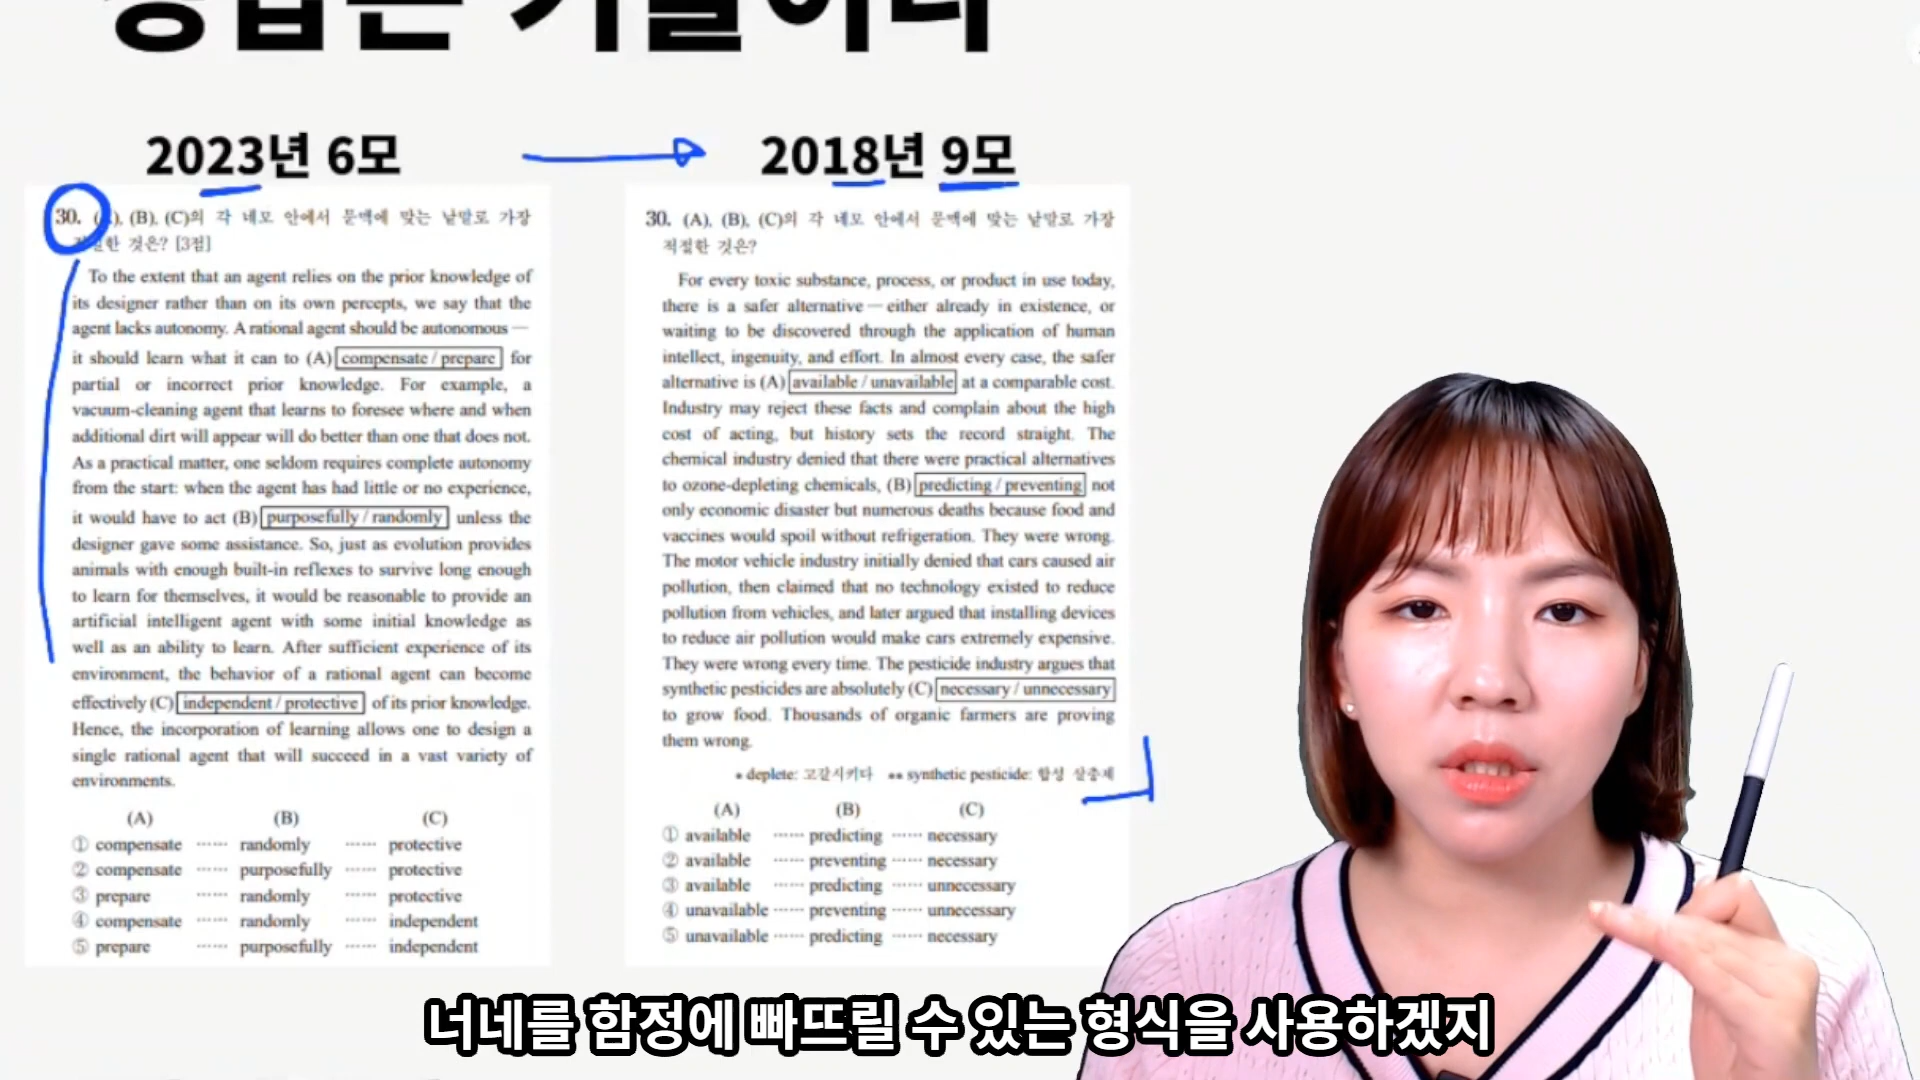 정답은 기출이다
2023년 6모
2018년 9모
30. (A), (B), (C)의 각 네모 안에서 문맥에 맞는 낱말로 가장
적절한 것은? [3점]
To the extent that an agent relies on the prior knowledge of
its designer rather than on its own percepts, we say that the
agent lacks autonomy. A rational agent should be autonomous —
it should learn what it can to (A) compensate / prepare for
partial or incorrect prior knowledge. For example, a
vacuum-cleaning agent that learns to foresee where and when
additional dirt will appear will do better than one that does not.
As a practical matter, one seldom requires complete autonomy
from the start: when the agent has had little or no experience,
it would have to act (B) purposefully / randomly unless the
designer gave some assistance. So, just as evolution provides
animals with enough built-in reflexes to survive long enough
to learn for themselves, it would be reasonable to provide an
artificial intelligent agent with some initial knowledge as
well as an ability to learn. After sufficient experience of its
environment, the behavior of a rational agent can become
effectively (C) independent / protective of its prior knowledge.
Hence, the incorporation of learning allows one to design a
single rational agent that will succeed in a vast variety of
environments.
(A) (B) (C)
① compensate ······ randomly ······ protective
② compensate ······ purposefully ······ protective
③ prepare ······ randomly ······ protective
④ compensate ······ randomly ······ independent
⑤ prepare ······ purposefully ······ independent
30. (A), (B), (C)의 각 네모 안에서 문맥에 맞는 낱말로 가장
적절한 것은?
For every toxic substance, process, or product in use today,
there is a safer alternative — either already in existence, or
waiting to be discovered through the application of human
intellect, ingenuity, and effort. In almost every case, the safer
alternative is (A) available / unavailable at a comparable cost.
Industry may reject these facts and complain about the high
cost of acting, but history sets the record straight. The
chemical industry denied that there were practical alternatives
to ozone-depleting chemicals, (B) predicting / preventing not
only economic disaster but numerous deaths because food and
vaccines would spoil without refrigeration. They were wrong.
The motor vehicle industry initially denied that cars caused air
pollution, then claimed that no technology existed to reduce
pollution from vehicles, and later argued that installing devices
to reduce air pollution would make cars extremely expensive.
They were wrong every time. The pesticide industry argues that
synthetic pesticides are absolutely (C) necessary / unnecessary
to grow food. Thousands of organic farmers are proving
them wrong.
* deplete: 고갈시키다 ** synthetic pesticide: 합성 살충제
(A) (B) (C)
① available ······ predicting ······ necessary
② available ······ preventing ······ necessary
③ available ······ predicting ······ unnecessary
④ unavailable ······ preventing ······ unnecessary
⑤ unavailable ······ predicting ······ necessary
너네를 함정에 빠뜨릴 수 있는 형식을 사용하겠지